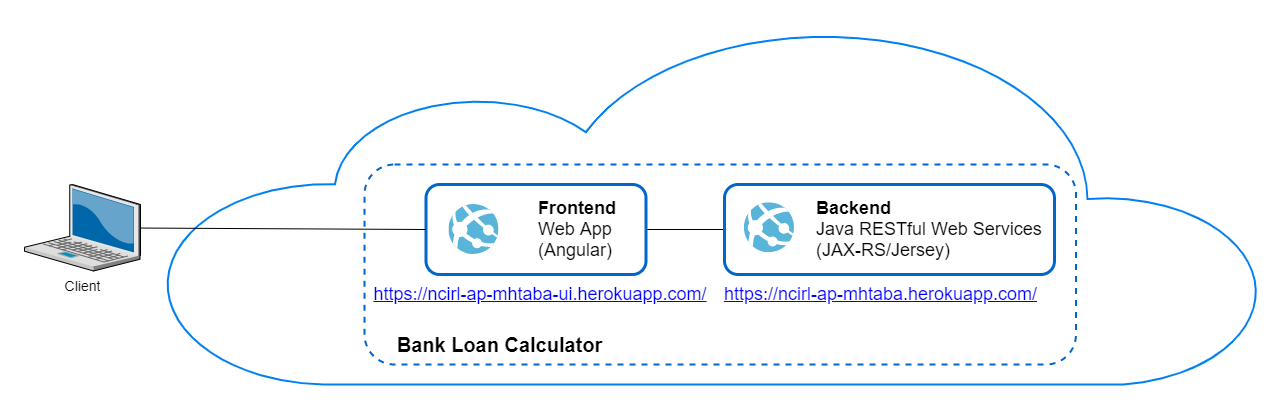 Client
Frontend
Web App
(Angular)
Backend
Java RESTful Web Services
(JAX-RS/Jersey)
https://ncirl-ap-mhtaba-ui.herokuapp.com/
https://ncirl-ap-mhtaba.herokuapp.com/
Bank Loan Calculator